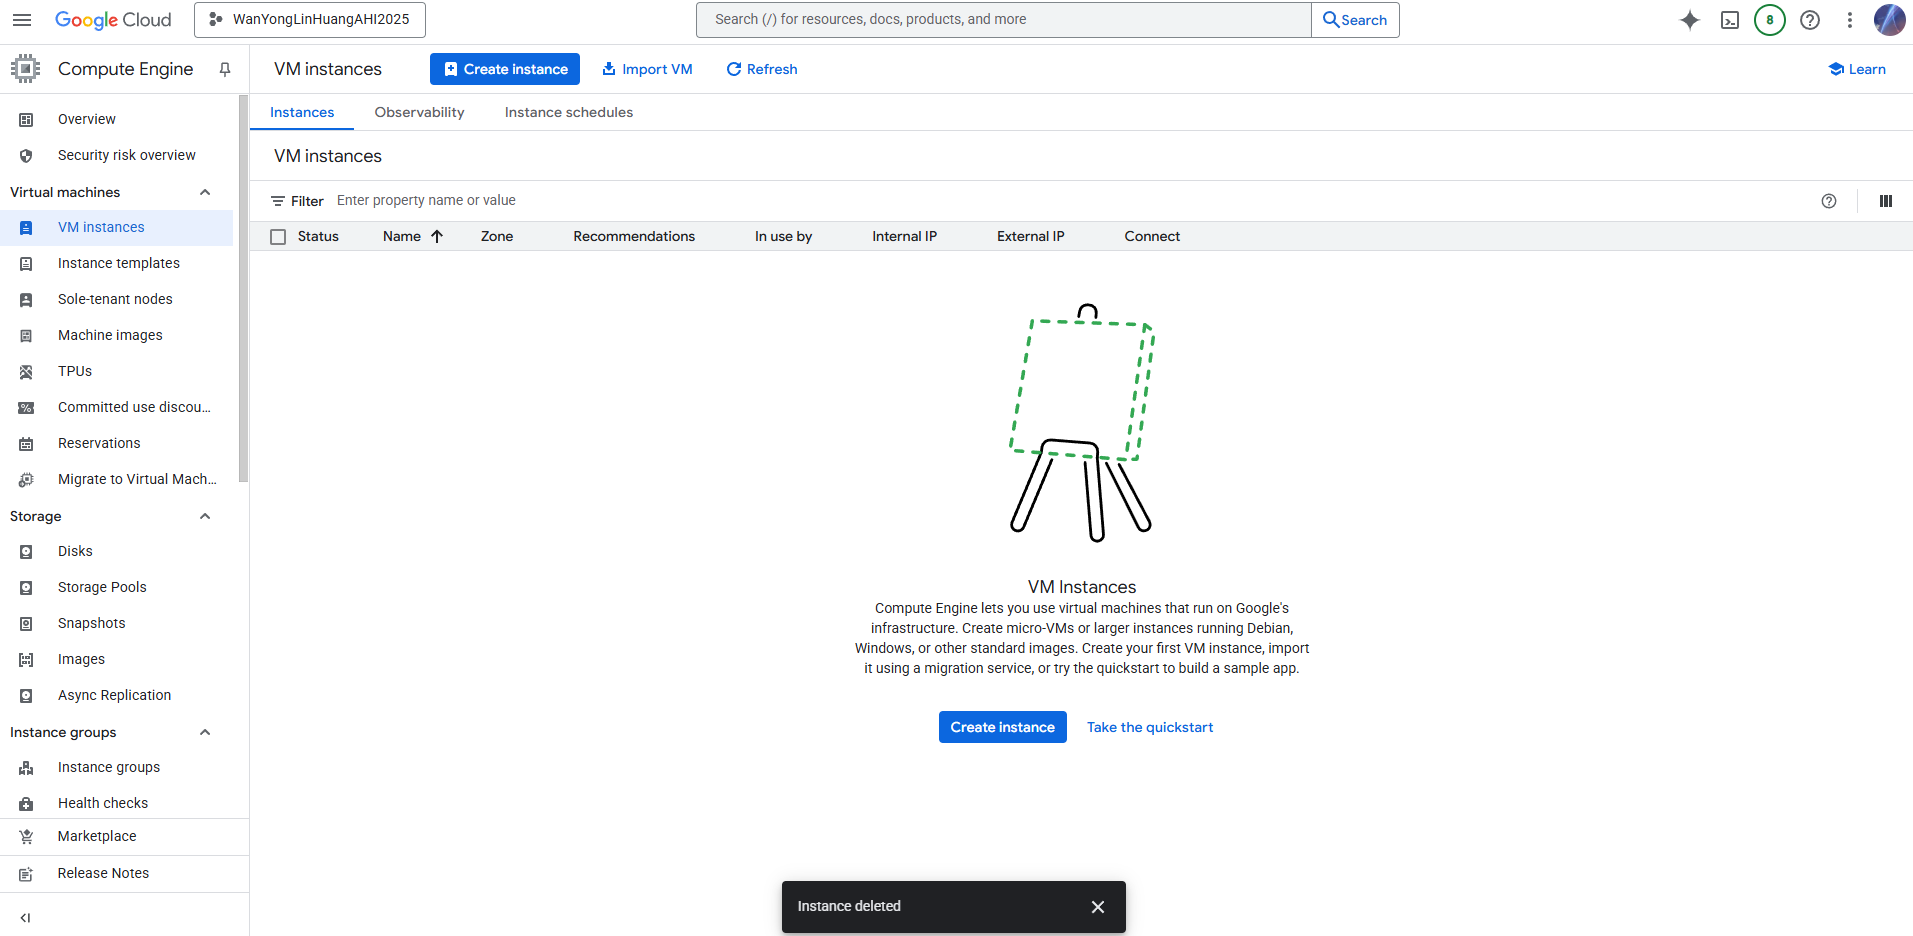 Google Cloud
WanYongLinHuangAHI2025
Search (/) for resources, docs, products, and more
Search
8
Compute Engine
VM instances
Create instance
Import VM
Refresh
Learn
Overview
Security risk overview
Virtual machines
VM instances
Instance templates
Sole-tenant nodes
Machine images
TPUs
Committed use discou...
Reservations
Migrate to Virtual Mach...
Storage
Disks
Storage Pools
Snapshots
Images
Async Replication
Instance groups
Instance groups
Health checks
Marketplace
Release Notes
Instances
Observability
Instance schedules
VM instances
Filter
Enter property name or value
Status
Name
Zone
Recommendations
In use by
Internal IP
External IP
Connect
VM Instances
Compute Engine lets you use virtual machines that run on Google's
infrastructure. Create micro-VMs or larger instances running Debian,
Windows, or other standard images. Create your first VM instance, import
it using a migration service, or try the quickstart to build a sample app.
Create instance
Take the quickstart
Instance deleted